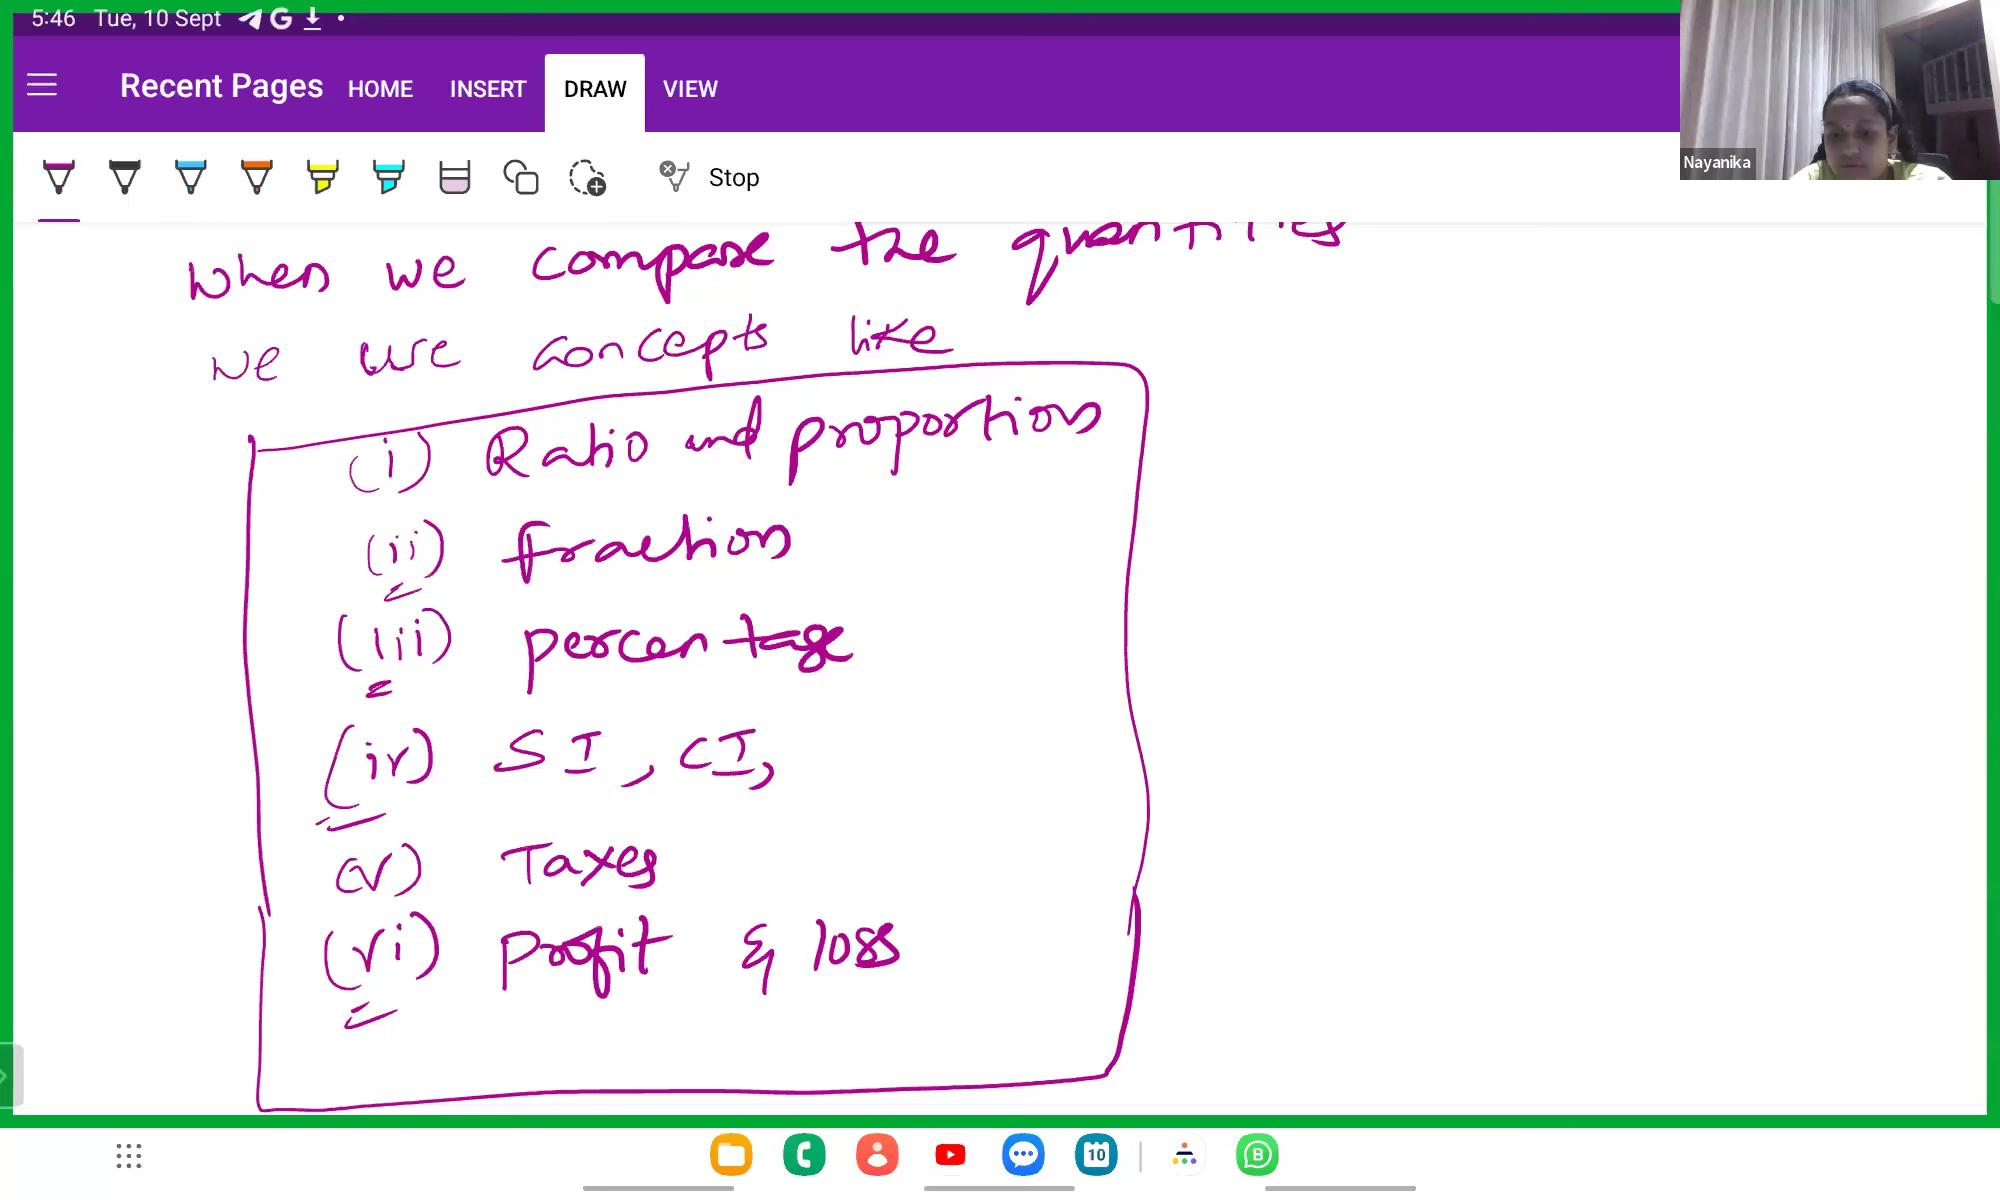 5:46 Tue, 10 Sept
Recent Pages HOME INSERT DRAW VIEW
Nayanika
Stop
when we compare the quantities
we use concepts like
(i) Ratio and proportion
(ii) fraction
(iii) percentage
(iv) SI, CI,
(v) Taxes
(vi) profit & loss
10
B